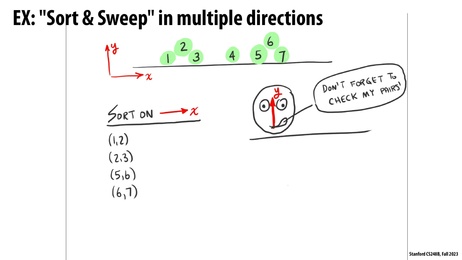 EX: "Sort & Sweep" in multiple directions
y
x
1 2 3 4 5 6 7
SORT ON → x
(1,2)
(2,3)
(5,6)
(6,7)
y
DON'T FORGET TO
CHECK MY PAIRS!
Stanford CS248B, Fall 2023